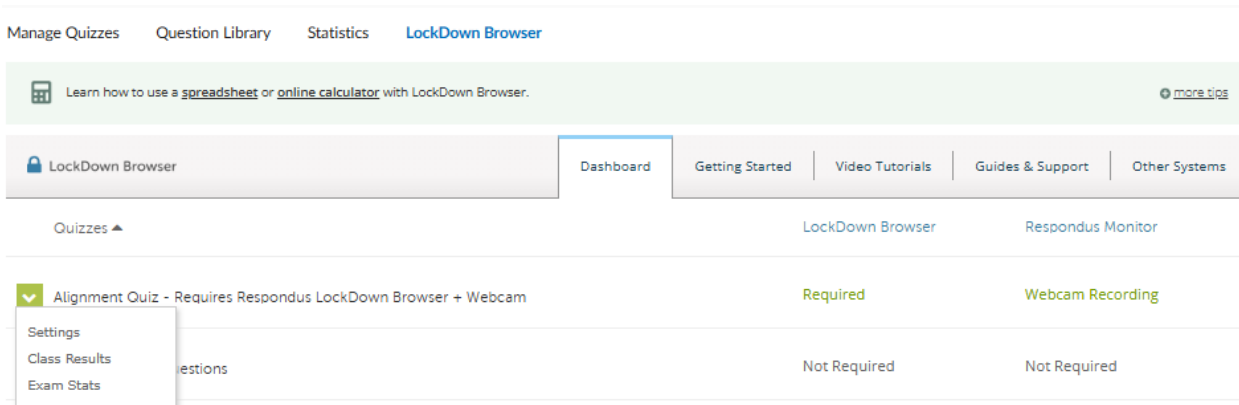 Manage Quizzes Question Library Statistics LockDown Browser
Learn how to use a spreadsheet or online calculator with LockDown Browser. more tips
LockDown Browser Dashboard Getting Started Video Tutorials Guides & Support Other Systems
Quizzes LockDown Browser Respondus Monitor
Alignment Quiz - Requires Respondus LockDown Browser + Webcam Required Webcam Recording
Settings
Class Results
estions Not Required Not Required
Exam Stats